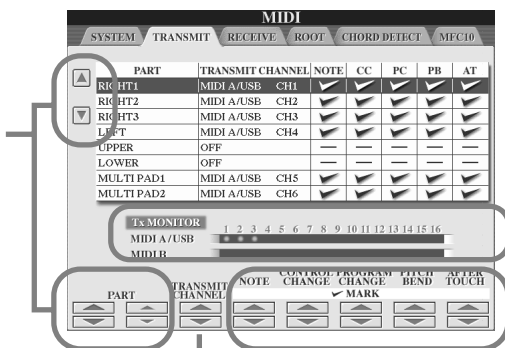 MIDI
SYSTEM TRANSMIT RECEIVE ROOT CHORD DETECT MFC10
PART TRANSMIT CHANNEL NOTE CC PC PB AT
RIGHT1 MIDI A/USB CH1
RIGHT2 MIDI A/USB CH2
RIGHT3 MIDI A/USB CH3
LEFT MIDI A/USB CH4
UPPER OFF — — — — —
LOWER OFF — — — — —
MULTI PAD1 MIDI A/USB CH5
MULTI PAD2 MIDI A/USB CH6
Tx MONITOR 1 2 3 4 5 6 7 8 9 10 11 12 13 14 15 16
MIDI A/USB
MIDI B
PART TRANSMIT CHANNEL NOTE CONTROL CHANGE PROGRAM CHANGE PITCH BEND AFTER TOUCH
MARK